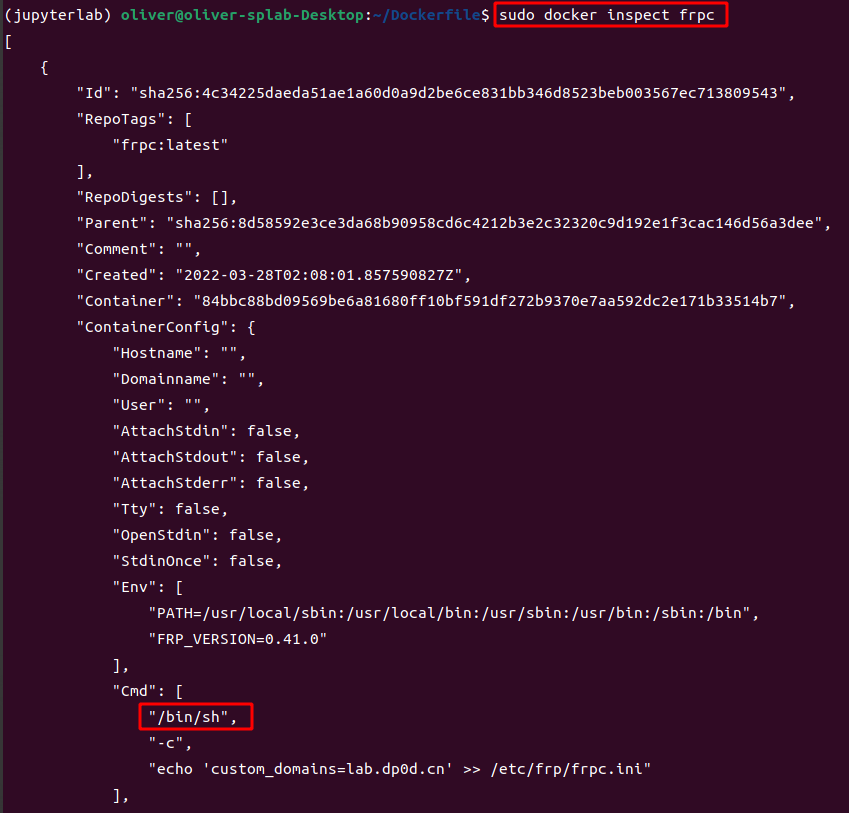 (jupyterlab) oliver@oliver-splab-Desktop:~/Dockerfile$ sudo docker inspect frpc
[
    {
        "Id": "sha256:4c34225daeda51ae1a60d0a9d2be6ce831bb346d8523beb003567ec713809543",
        "RepoTags": [
            "frpc:latest"
        ],
        "RepoDigests": [],
        "Parent": "sha256:8d58592e3ce3da68b90958cd6c4212b3e2c32320c9d192e1f3cac146d56a3dee",
        "Comment": "",
        "Created": "2022-03-28T02:08:01.857590827Z",
        "Container": "84bbc88bd09569be6a81680ff10bf591df272b9370e7aa592dc2e171b33514b7",
        "ContainerConfig": {
            "Hostname": "",
            "Domainname": "",
            "User": "",
            "AttachStdin": false,
            "AttachStdout": false,
            "AttachStderr": false,
            "Tty": false,
            "OpenStdin": false,
            "StdinOnce": false,
            "Env": [
                "PATH=/usr/local/sbin:/usr/local/bin:/usr/sbin:/usr/bin:/sbin:/bin",
                "FRP_VERSION=0.41.0"
            ],
            "Cmd": [
                "/bin/sh",
                "-c",
                "echo 'custom_domains=lab.dp0d.cn' >> /etc/frp/frpc.ini"
            ],